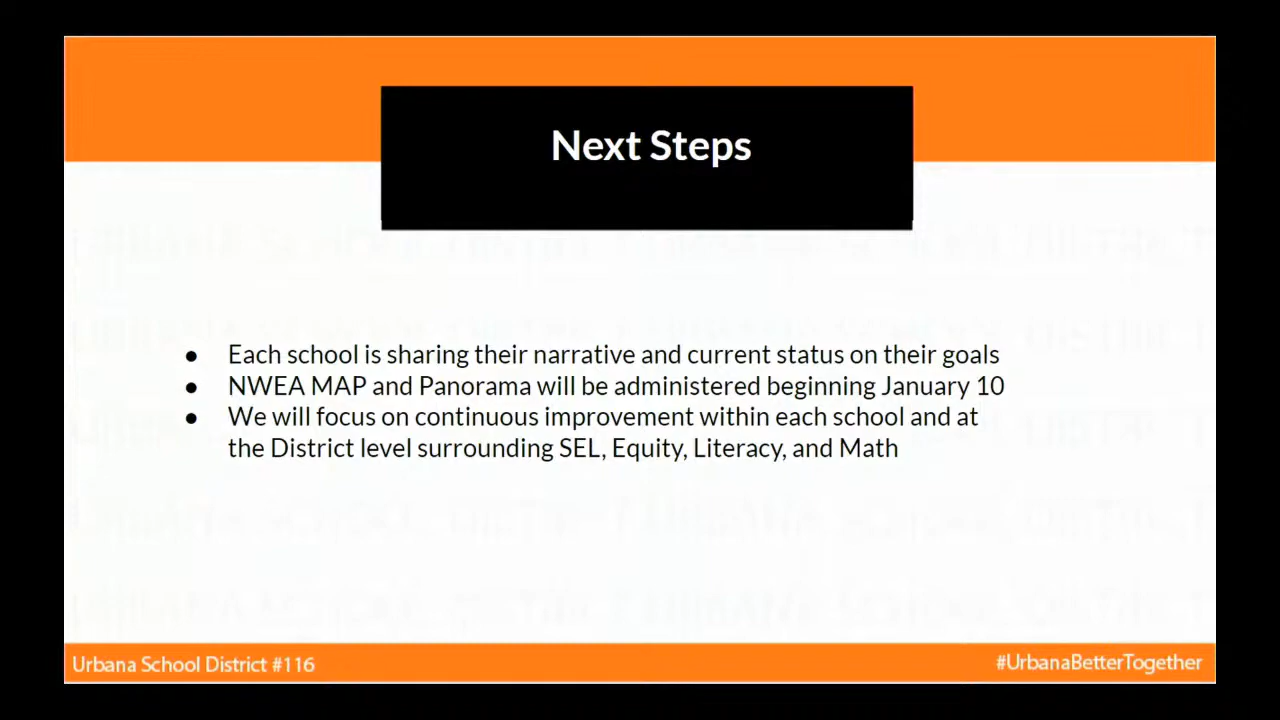 Next Steps
● Each school is sharing their narrative and current status on their goals
● NWEA MAP and Panorama will be administered beginning January 10
● We will focus on continuous improvement within each school and at
the District level surrounding SEL, Equity, Literacy, and Math
Urbana School District #116
#UrbanaBetterTogether